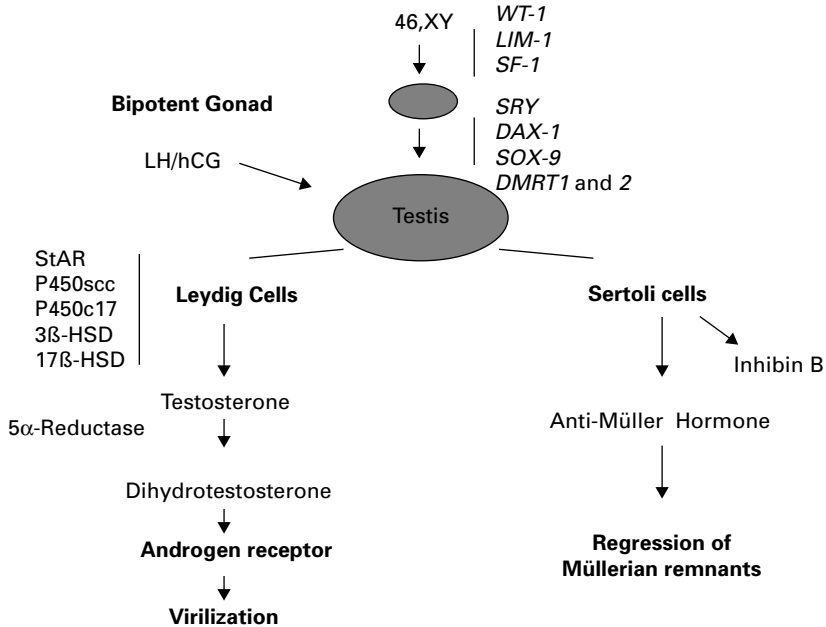 46,XY
WT-1
LIM-1
SF-1
Bipotent Gonad
SRY
DAX-1
SOX-9
DMRT1 and 2
LH/hCG
Testis
StAR
P450scc
P450c17
3ß-HSD
17ß-HSD
Leydig Cells
Sertoli cells
Inhibin B
Testosterone
5α-Reductase
Anti-Müller Hormone
Dihydrotestosterone
Androgen receptor
Regression of
Müllerian remnants
Virilization